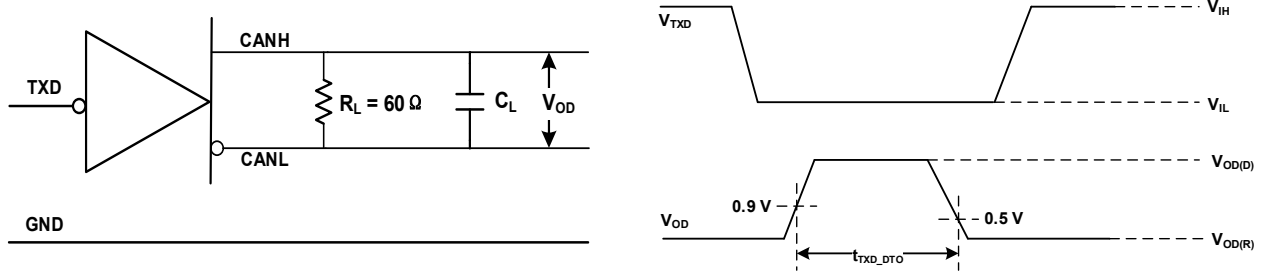 CANH
TXD
R_L = 60 Ω
C_L
V_OD
CANL
GND
V_TXD
V_IH
V_IL
V_OD(D)
0.9 V
0.5 V
V_OD
V_OD(R)
t_TXD_DTO